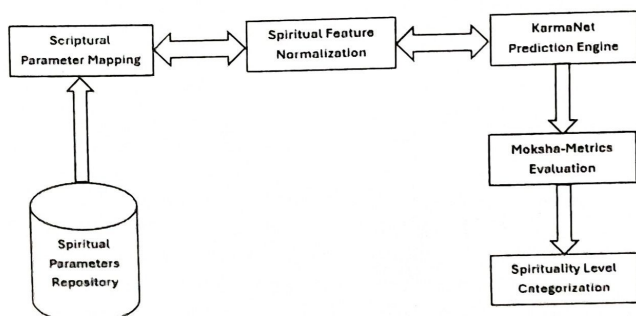 Scriptural
Parameter Mapping
Spiritual Feature
Normalization
KarmaNet
Prediction Engine
Moksha-Metrics
Evaluation
Spiritual
Parameters
Repository
Spirituality Level
Categorization